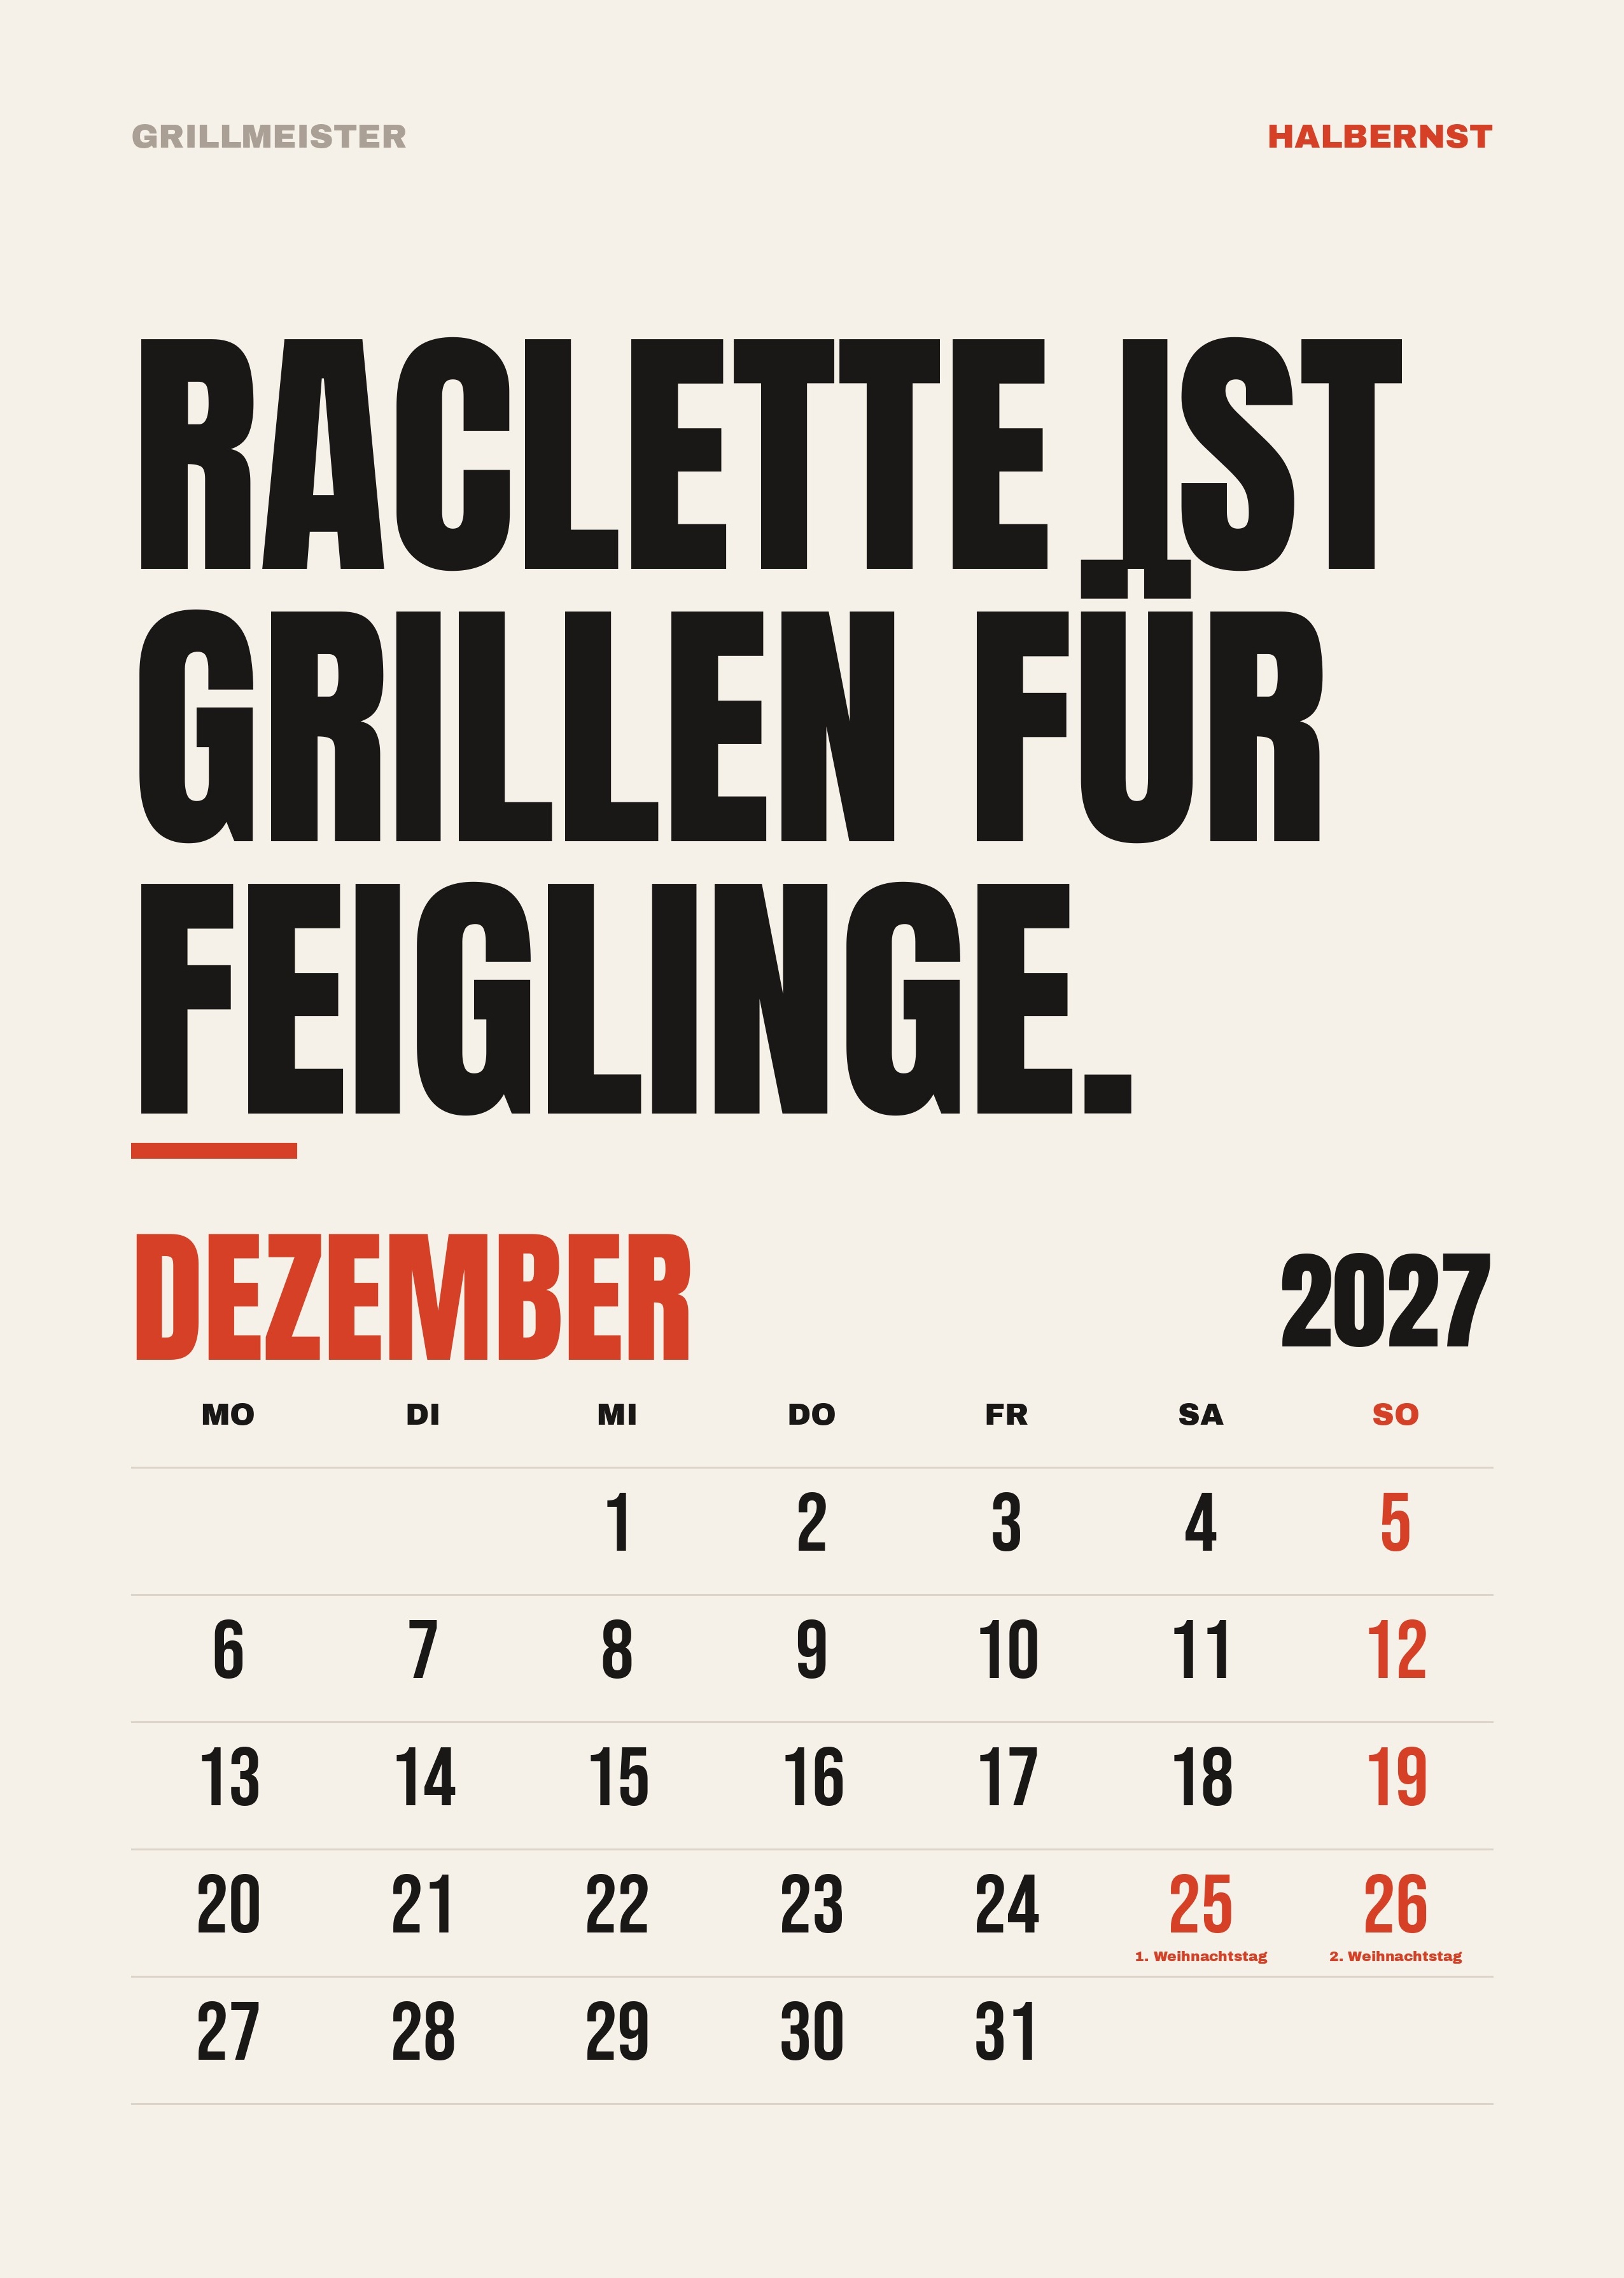 GRILLMEISTER HALBERNST
RACLETTE IST
GRILLEN FÜR
FEIGLINGE.
DEZEMBER 2027
MO DI MI DO FR SA SO
1 2 3 4 5
6 7 8 9 10 11 12
13 14 15 16 17 18 19
20 21 22 23 24 25 26
1. Weihnachtstag 2. Weihnachtstag
27 28 29 30 31